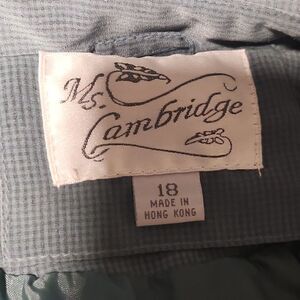 Ms.
Cambridge
18
MADE IN
HONG KONG